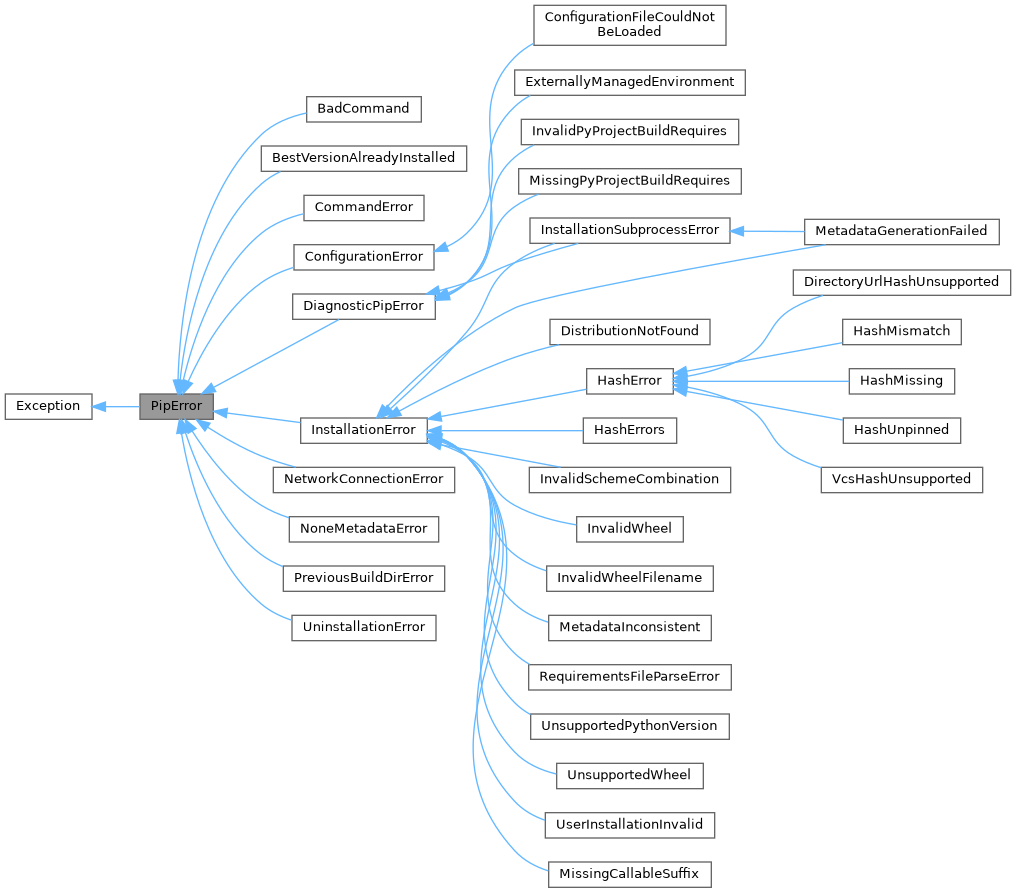 ConfigurationFileCouldNot
BeLoaded
ExternallyManagedEnvironment
BadCommand
InvalidPyProjectBuildRequires
BestVersionAlreadyInstalled
MissingPyProjectBuildRequires
CommandError
InstallationSubprocessError
MetadataGenerationFailed
ConfigurationError
DirectoryUrlHashUnsupported
DiagnosticPipError
DistributionNotFound
HashMismatch
HashError
HashMissing
Exception
PipError
InstallationError
HashErrors
HashUnpinned
NetworkConnectionError
InvalidSchemeCombination
VcsHashUnsupported
NoneMetadataError
InvalidWheel
PreviousBuildDirError
InvalidWheelFilename
UninstallationError
MetadataInconsistent
RequirementsFileParseError
UnsupportedPythonVersion
UnsupportedWheel
UserInstallationInvalid
MissingCallableSuffix